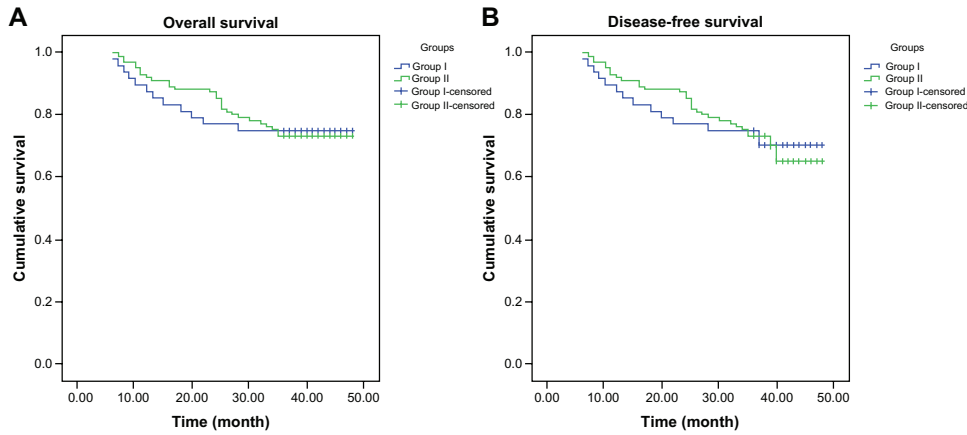 A
Overall survival
Cumulative survival
1.0
0.8
0.6
0.4
0.2
0.0
0.00 10.00 20.00 30.00 40.00 50.00
Time (month)
Groups
Group I
Group II
Group I-censored
Group II-censored
B
Disease-free survival
Cumulative survival
1.0
0.8
0.6
0.4
0.2
0.0
0.00 10.00 20.00 30.00 40.00 50.00
Time (month)
Groups
Group I
Group II
Group I-censored
Group II-censored